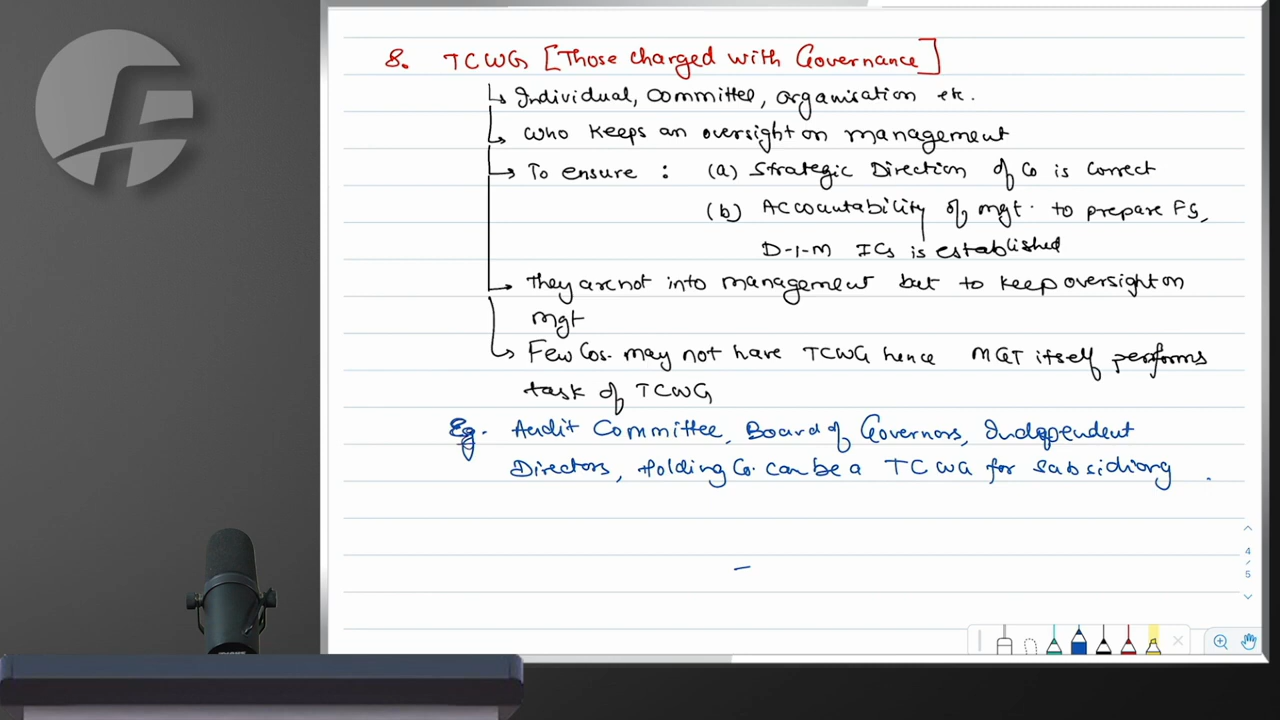 8. TCWG [Those charged with Governance]
Individual, committee, organisation etc.
who keeps an oversight on management
To ensure : (a) Strategic Direction of Co is correct
(b) Accountability of mgt. to prepare FS,
D-I-M ICs is established
They are not into management but to keep oversight on
mgt
Few Cos. may not have TCWG hence MGT itself performs
task of TCWG
Eg. Audit Committee, Board of Governors, Independent
Directors, Holding Co. can be a TCWG for subsidiary.
4
/
5